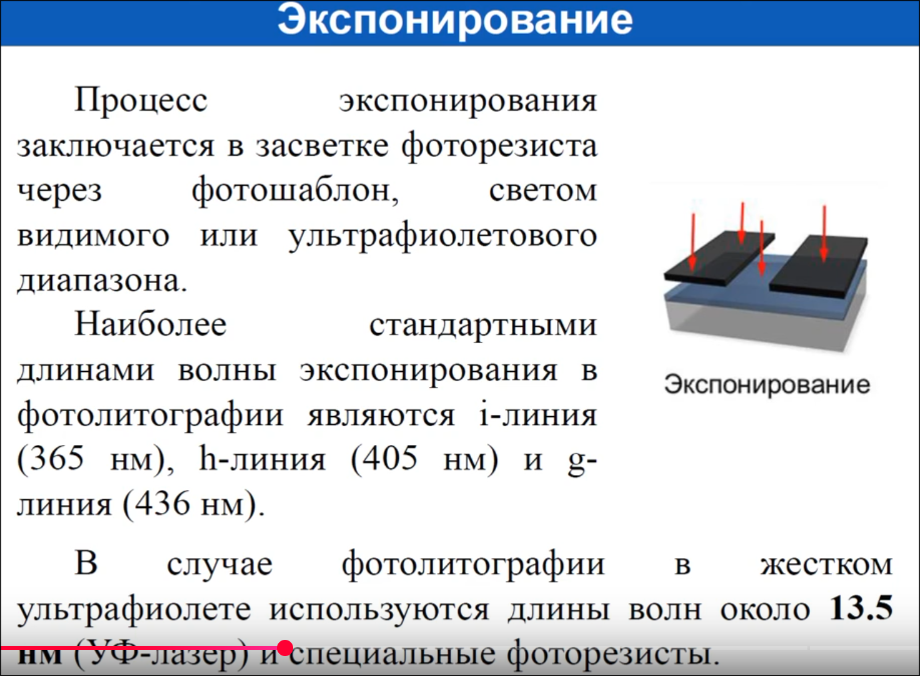 Экспонирование
Процесс экспонирования
заключается в засветке фоторезиста
через фотошаблон, светом
видимого или ультрафиолетового
диапазона.
Наиболее стандартными
длинами волны экспонирования в
фотолитографии являются i-линия
(365 нм), h-линия (405 нм) и g-
линия (436 нм).
Экспонирование
В случае фотолитографии в жестком
ультрафиолете используются длины волн около 13.5
нм (УФ-лазер) и специальные фоторезисты.